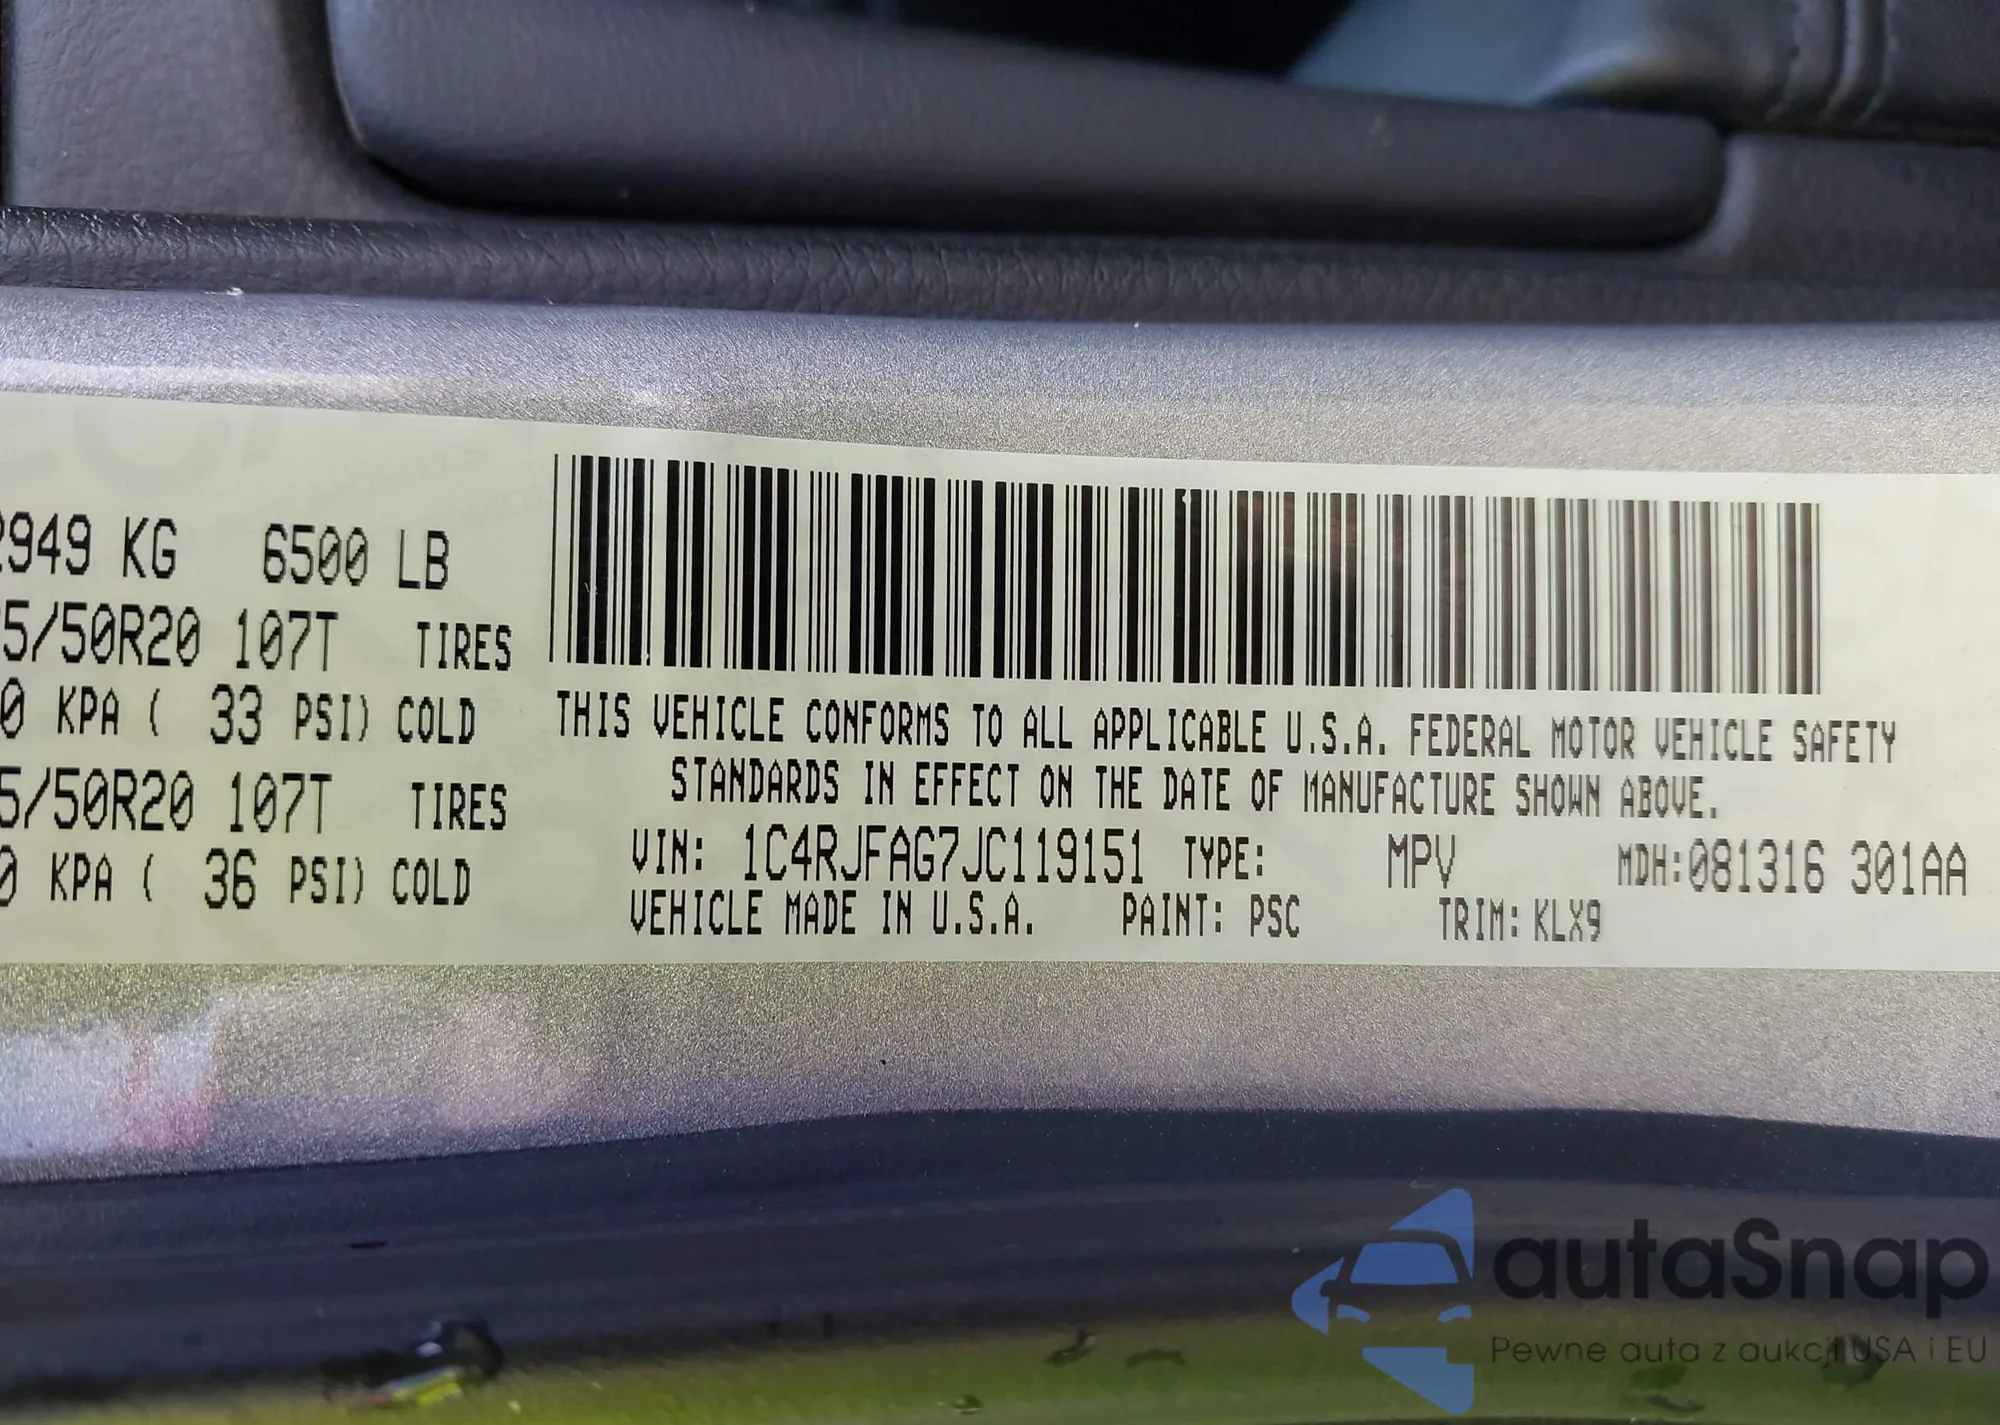 2949 KG 6500 LB
5/50R20 107T TIRES
0 KPA ( 33 PSI) COLD
5/50R20 107T TIRES
0 KPA ( 36 PSI) COLD
THIS VEHICLE CONFORMS TO ALL APPLICABLE U.S.A. FEDERAL MOTOR VEHICLE SAFETY
STANDARDS IN EFFECT ON THE DATE OF MANUFACTURE SHOWN ABOVE.
VIN: 1C4RJFAG7JC119151 TYPE: MPV MDH:081316 301AA
VEHICLE MADE IN U.S.A. PAINT: PSC TRIM: KLX9
autaSnap
Pewne auta z aukcji USA i EU